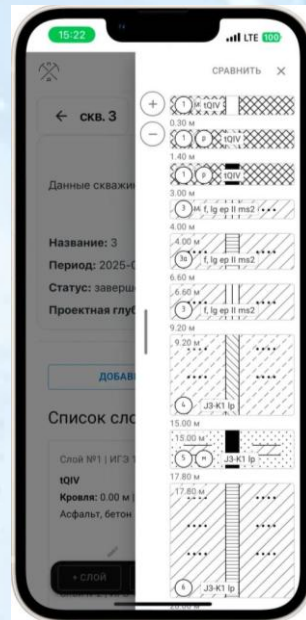 15:22
LTE 100
СРАВНИТЬ
← скв. 3
Данные скважи
Название: 3
Период: 2025-
Статус: заверш
Проектная глу
ДОБАВ
Список сло
Слой №1 | ИГЭ 1
tQIV
Кровля: 0.00 м |
Асфальт, бетон
+ СЛОЙ
1 м tQIV
0.30 м
1 р tQIV
1.40 м
1 р tQIV
3.00 м
3 f, lg ep II ms2
4.00 м
4.00 м
3а f, lg ep II ms2
6.60 м
6.60 м
3 f, lg ep II ms2
9.20 м
9.20 м
4 J3-K1 lp
15.00 м
15.00 м
5 м J3-K1 lp
17.80 м
17.80 м
4 J3-K1 lp